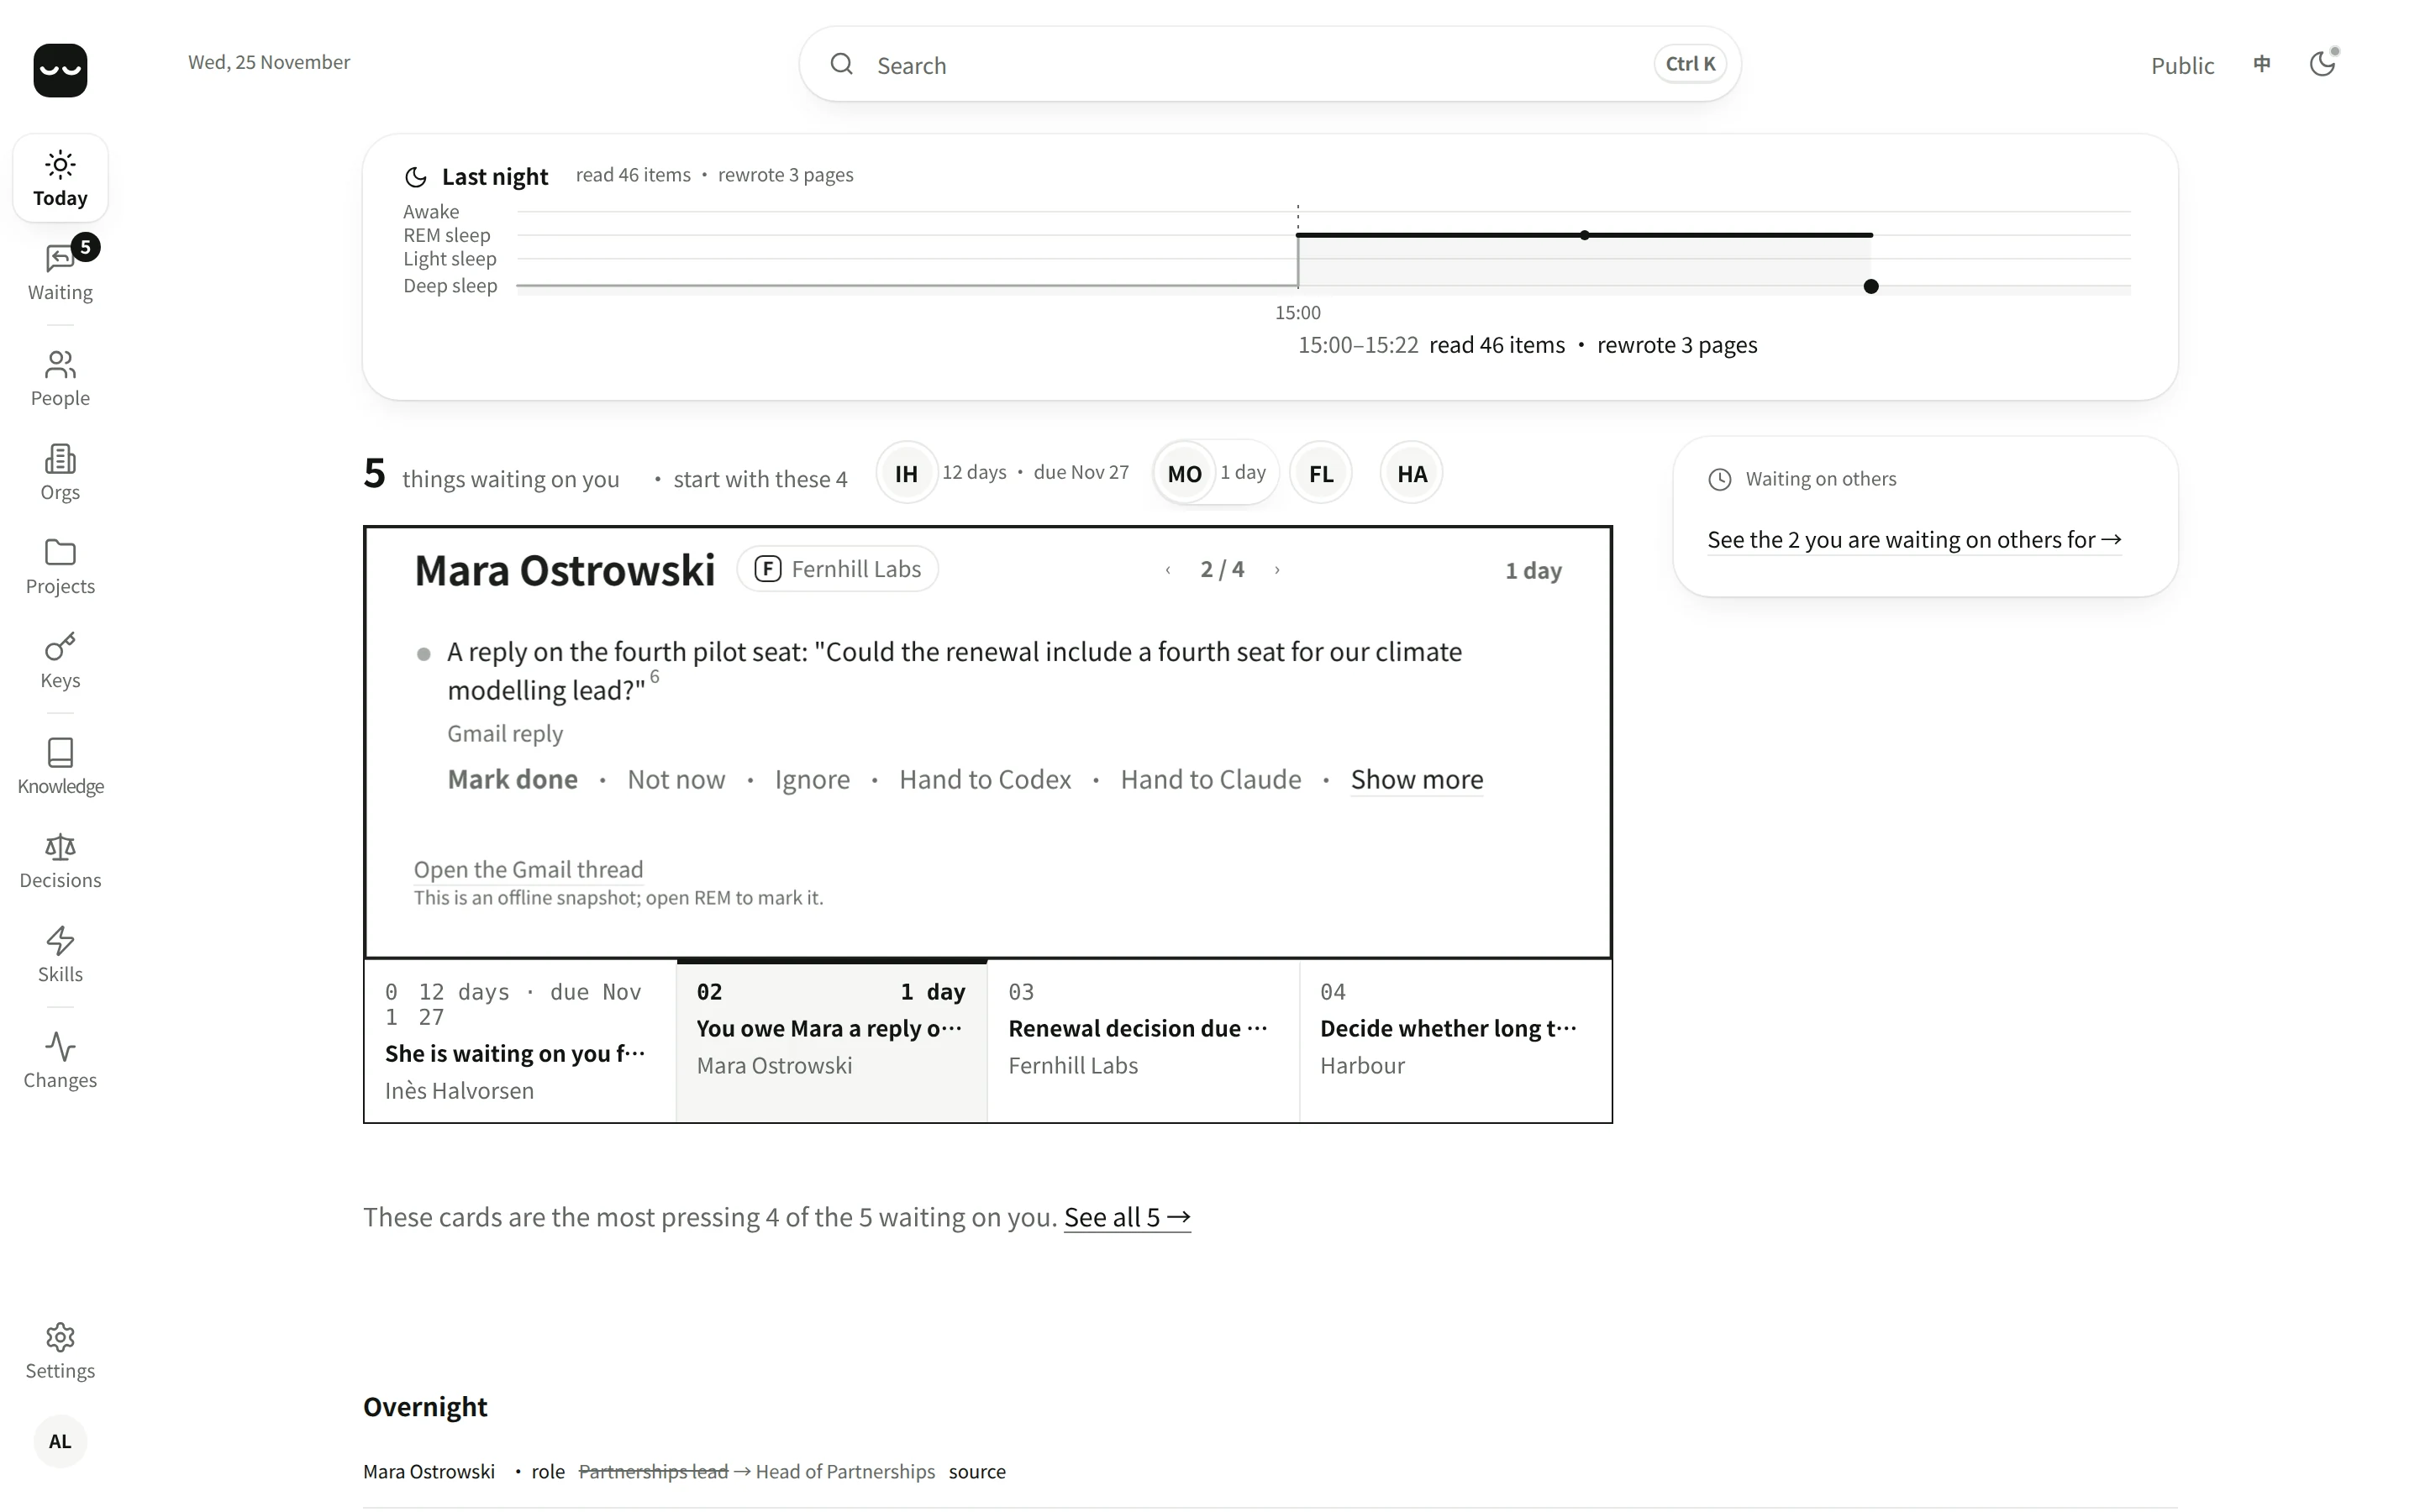 Wed, 25 November
Search
Ctrl K
Public
中
Today
5
Waiting
People
Orgs
Projects
Keys
Knowledge
Decisions
Skills
Changes
Settings
AL
Last night read 46 items • rewrote 3 pages
Awake
REM sleep
Light sleep
Deep sleep
15:00
15:00–15:22 read 46 items • rewrote 3 pages
5 things waiting on you • start with these 4
IH 12 days • due Nov 27
MO 1 day
FL
HA
Waiting on others
See the 2 you are waiting on others for →
Mara Ostrowski
F Fernhill Labs
‹ 2 / 4 ›
1 day
A reply on the fourth pilot seat: "Could the renewal include a fourth seat for our climate
modelling lead?" 6
Gmail reply
Mark done • Not now • Ignore • Hand to Codex • Hand to Claude • Show more
Open the Gmail thread
This is an offline snapshot; open REM to mark it.
0 12 days · due Nov
1 27
She is waiting on you f···
Inès Halvorsen
02 1 day
You owe Mara a reply o···
Mara Ostrowski
03
Renewal decision due ···
Fernhill Labs
04
Decide whether long t···
Harbour
These cards are the most pressing 4 of the 5 waiting on you. See all 5 →
Overnight
Mara Ostrowski • role Partnerships lead → Head of Partnerships source